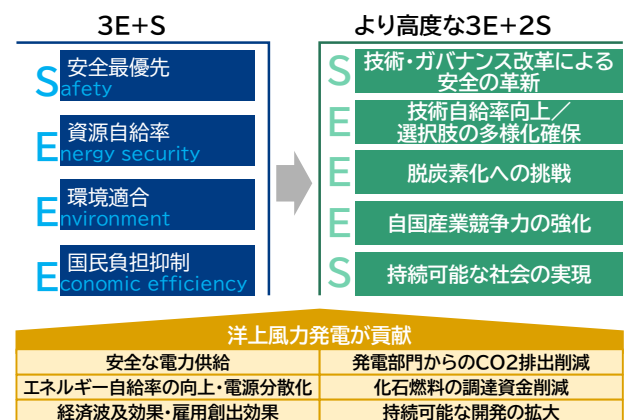 3E+S
安全最優先
Safety
資源自給率
Energy security
環境適合
Environment
国民負担抑制
Economic efficiency
より高度な3E+2S
S 技術・ガバナンス改革による
安全の革新
E 技術自給率向上／
選択肢の多様化確保
E 脱炭素化への挑戦
E 自国産業競争力の強化
S 持続可能な社会の実現
洋上風力発電が貢献
安全な電力供給
発電部門からのCO2排出削減
エネルギー自給率の向上・電源分散化
化石燃料の調達資金削減
経済波及効果・雇用創出効果
持続可能な開発の拡大